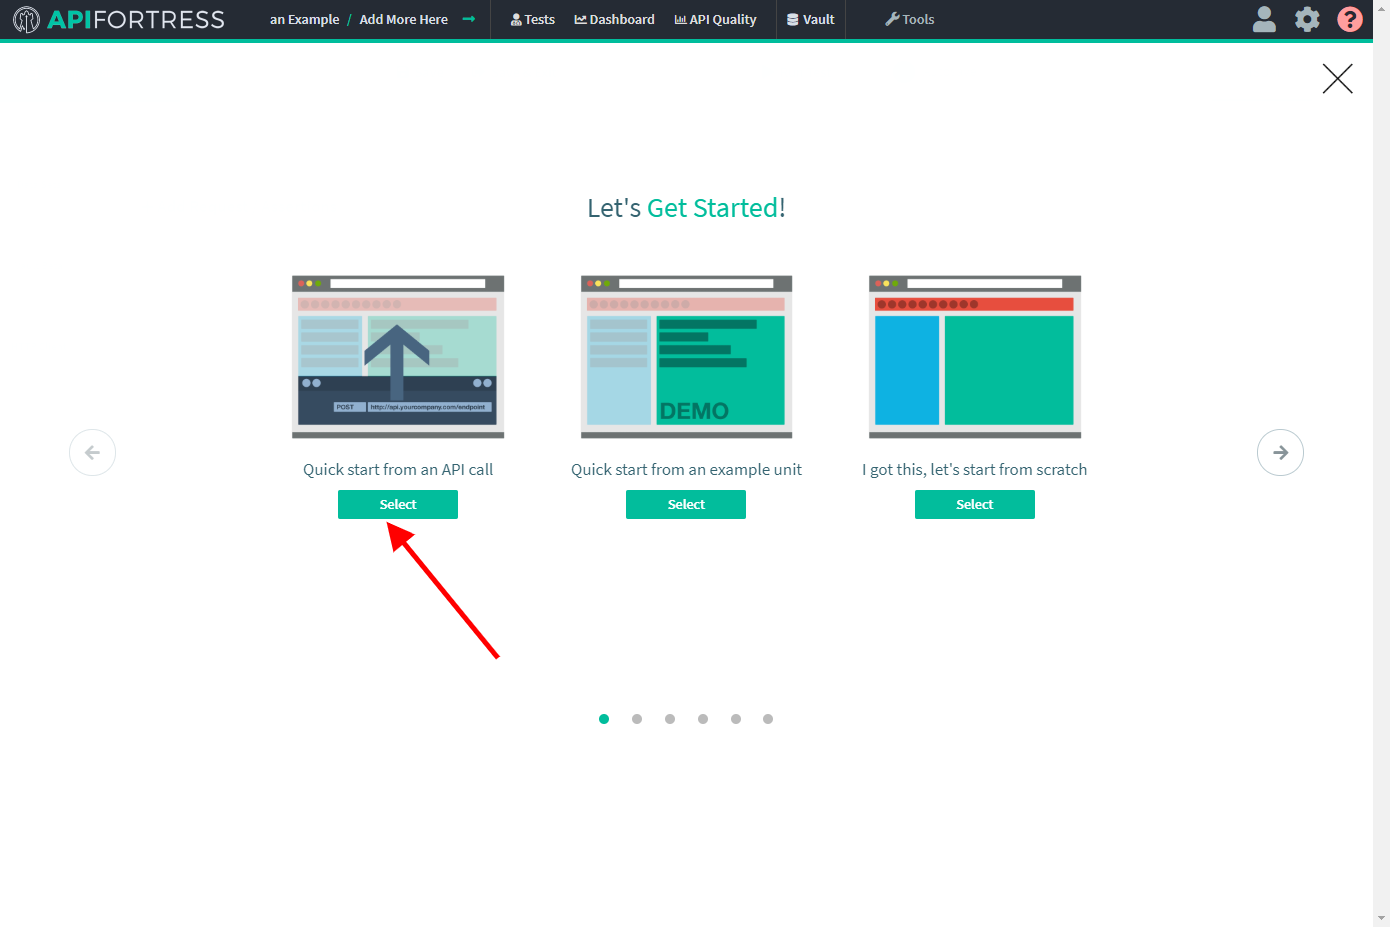 APIFORTRESS an Example / Add More Here → Tests Dashboard API Quality Vault Tools ?
Let's Get Started!
POST http://api.yourcompany.com/endpoint
DEMO
Quick start from an API call
Quick start from an example unit
I got this, let's start from scratch
Select
Select
Select